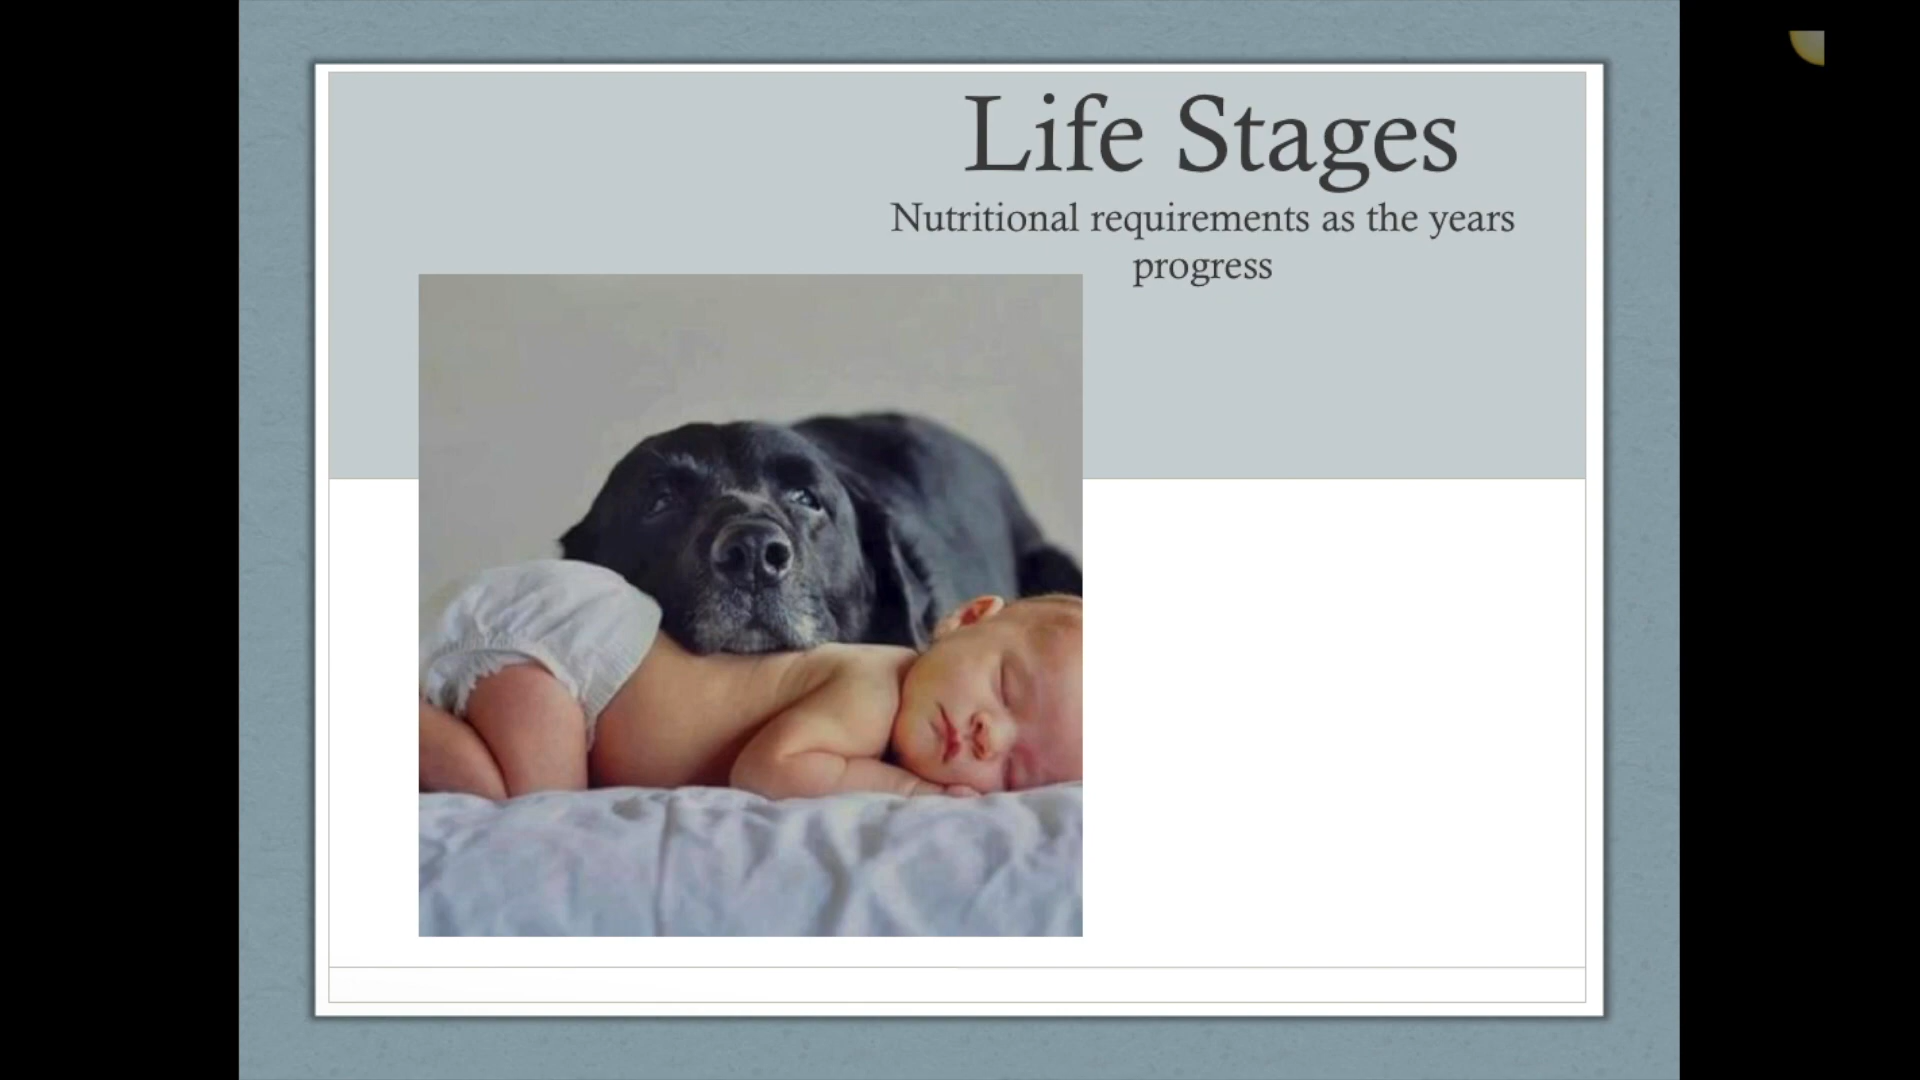 Life Stages
Nutritional requirements as the years
progress